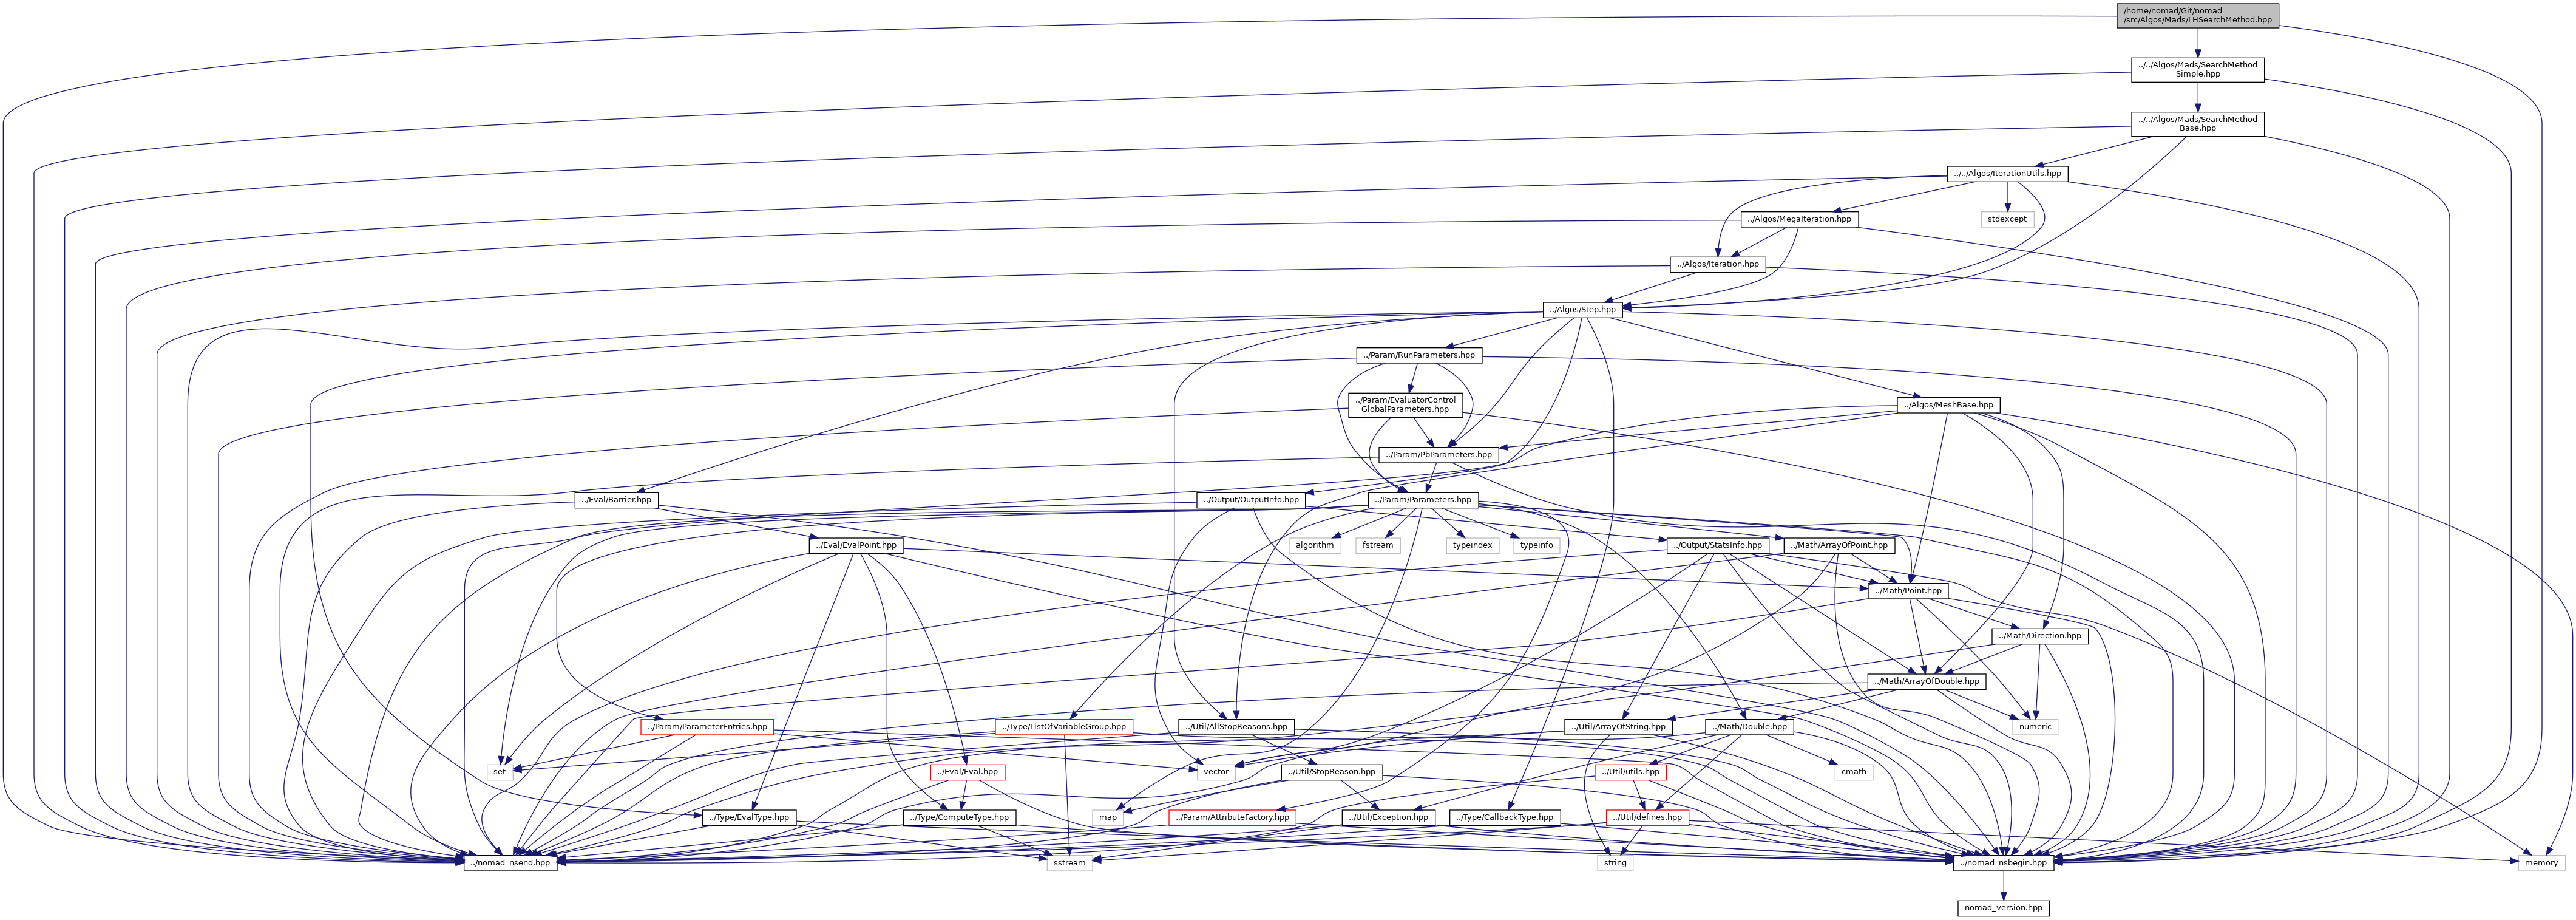 /home/nomad/Git/nomad
/src/Algos/Mads/LHSearchMethod.hpp
../../Algos/Mads/SearchMethod
Simple.hpp
../../Algos/Mads/SearchMethod
Base.hpp
../../Algos/IterationUtils.hpp
../Algos/MegaIteration.hpp
stdexcept
../Algos/Iteration.hpp
../Algos/Step.hpp
../Param/RunParameters.hpp
../Param/EvaluatorControl
GlobalParameters.hpp
../Algos/MeshBase.hpp
../Param/PbParameters.hpp
../Eval/Barrier.hpp
../Output/OutputInfo.hpp
../Param/Parameters.hpp
../Eval/EvalPoint.hpp
algorithm
fstream
typeindex
typeinfo
../Output/StatsInfo.hpp
../Math/ArrayOfPoint.hpp
../Math/Point.hpp
../Math/Direction.hpp
../Math/ArrayOfDouble.hpp
../Param/ParameterEntries.hpp
../Type/ListOfVariableGroup.hpp
../Util/AllStopReasons.hpp
../Util/ArrayOfString.hpp
../Math/Double.hpp
numeric
set
../Eval/Eval.hpp
vector
../Util/StopReason.hpp
../Util/utils.hpp
cmath
../Type/EvalType.hpp
../Type/ComputeType.hpp
map
../Param/AttributeFactory.hpp
../Util/Exception.hpp
../Type/CallbackType.hpp
../Util/defines.hpp
../nomad_nsend.hpp
sstream
string
../nomad_nsbegin.hpp
memory
nomad_version.hpp